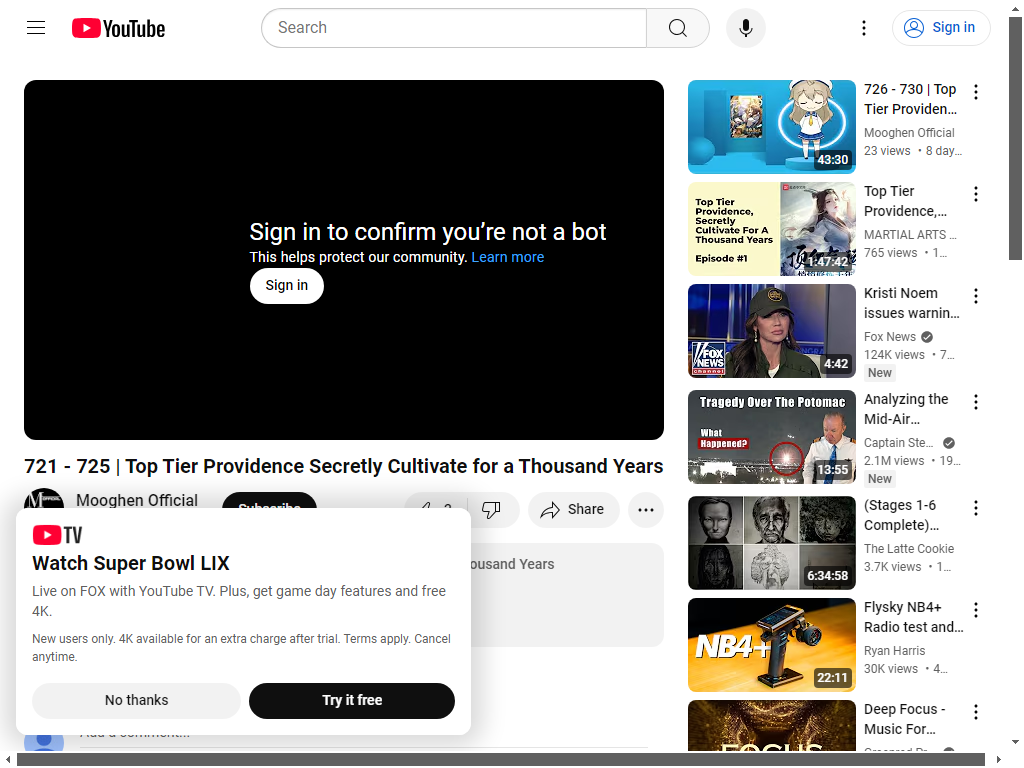 YouTube
Search
Sign in
Sign in to confirm you're not a bot
This helps protect our community. Learn more
Sign in
721 - 725 | Top Tier Providence Secretly Cultivate for a Thousand Years
Mooghen Official
Subscribe
2
Share
ousand Years
TV
Watch Super Bowl LIX
Live on FOX with YouTube TV. Plus, get game day features and free
4K.
New users only. 4K available for an extra charge after trial. Terms apply. Cancel
anytime.
No thanks
Try it free
Add a comment...
43:30
726 - 730 | Top
Tier Providen...
Mooghen Official
23 views • 8 day...
Top Tier
Providence,
Secretly
Cultivate For A
Thousand Years
Episode #1
1:47:42
Top Tier
Providence,...
MARTIAL ARTS ...
765 views • 1...
FOX
NEWS
channel
4:42
Kristi Noem
issues warnin...
Fox News
124K views • 7...
New
Tragedy Over The Potomac
What
Happened?
13:55
Analyzing the
Mid-Air...
Captain Ste...
2.1M views • 19...
New
6:34:58
(Stages 1-6
Complete)...
The Latte Cookie
3.7K views • 1...
NB4+
22:11
Flysky NB4+
Radio test and...
Ryan Harris
30K views • 4...
FOCUS
Deep Focus -
Music For...